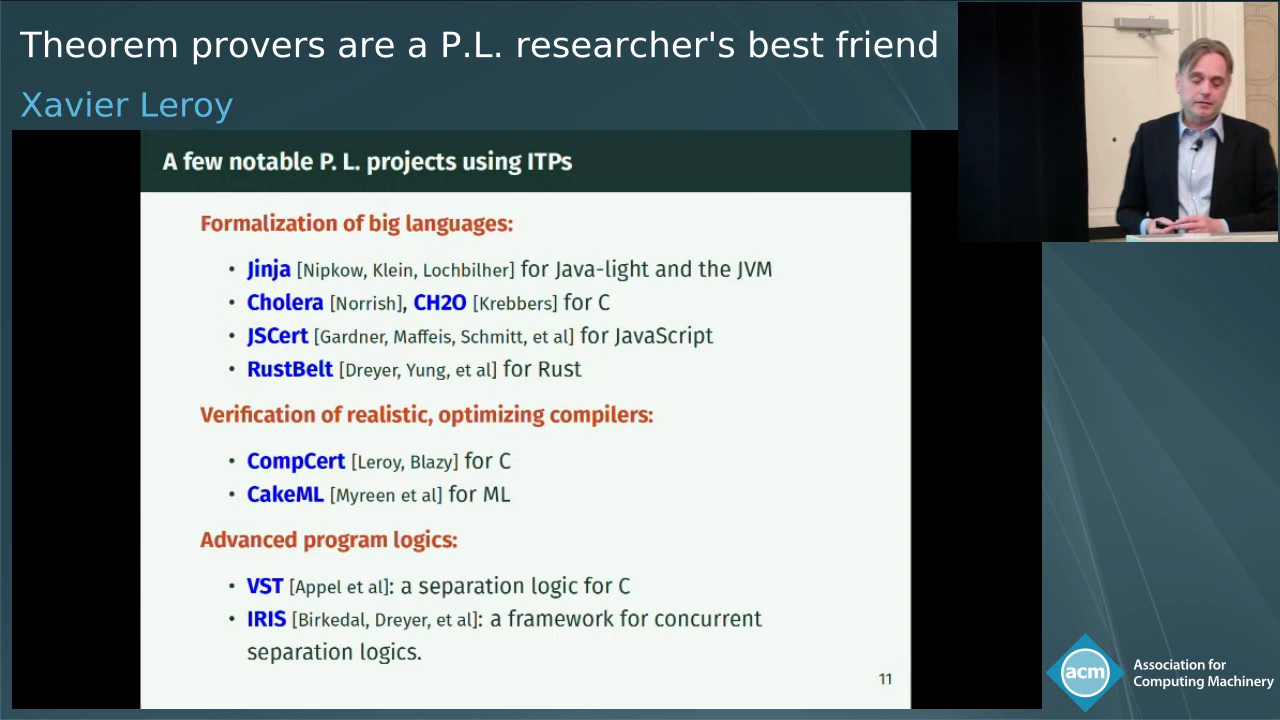 Theorem provers are a P.L. researcher's best friend
Xavier Leroy
A few notable P. L. projects using ITPs
Formalization of big languages:
• Jinja [Nipkow, Klein, Lochbilher] for Java-light and the JVM
• Cholera [Norrish], CH2O [Krebbers] for C
• JSCert [Gardner, Maffeis, Schmitt, et al] for JavaScript
• RustBelt [Dreyer, Yung, et al] for Rust
Verification of realistic, optimizing compilers:
• CompCert [Leroy, Blazy] for C
• CakeML [Myreen et al] for ML
Advanced program logics:
• VST [Appel et al]: a separation logic for C
• IRIS [Birkedal, Dreyer, et al]: a framework for concurrent
separation logics.
11
acm
Association for
Computing Machinery